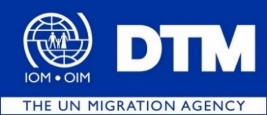 IOM • OIM
DTM
THE UN MIGRATION AGENCY